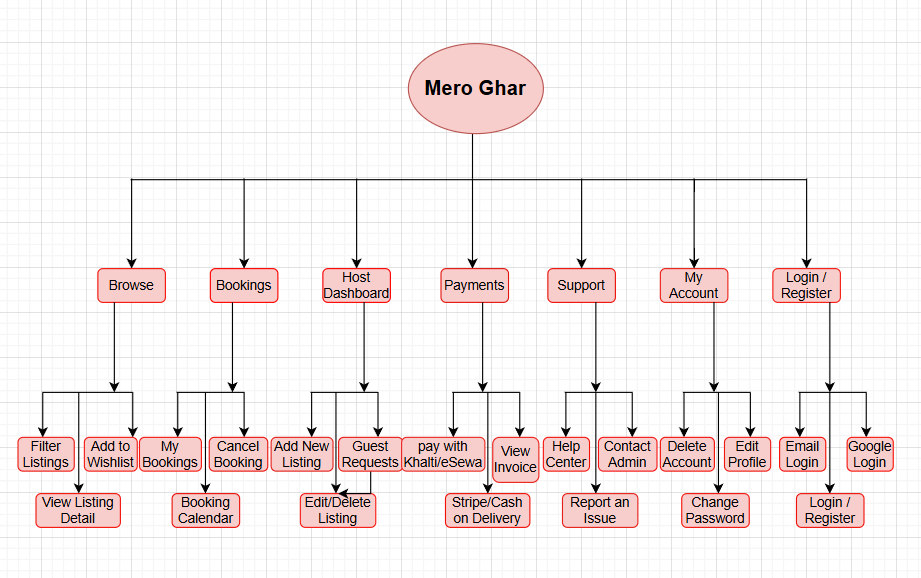 Mero Ghar
Browse
Bookings
Host
Dashboard
Payments
Support
My
Account
Login /
Register
Filter
Listings
Add to
Wishlist
My
Bookings
Cancel
Booking
Add New
Listing
Guest
Requests
pay with
Khalti/eSewa
View
Invoice
Help
Center
Contact
Admin
Delete
Account
Edit
Profile
Email
Login
Google
Login
View Listing
Detail
Booking
Calendar
Edit/Delete
Listing
Stripe/Cash
on Delivery
Report an
Issue
Change
Password
Login /
Register